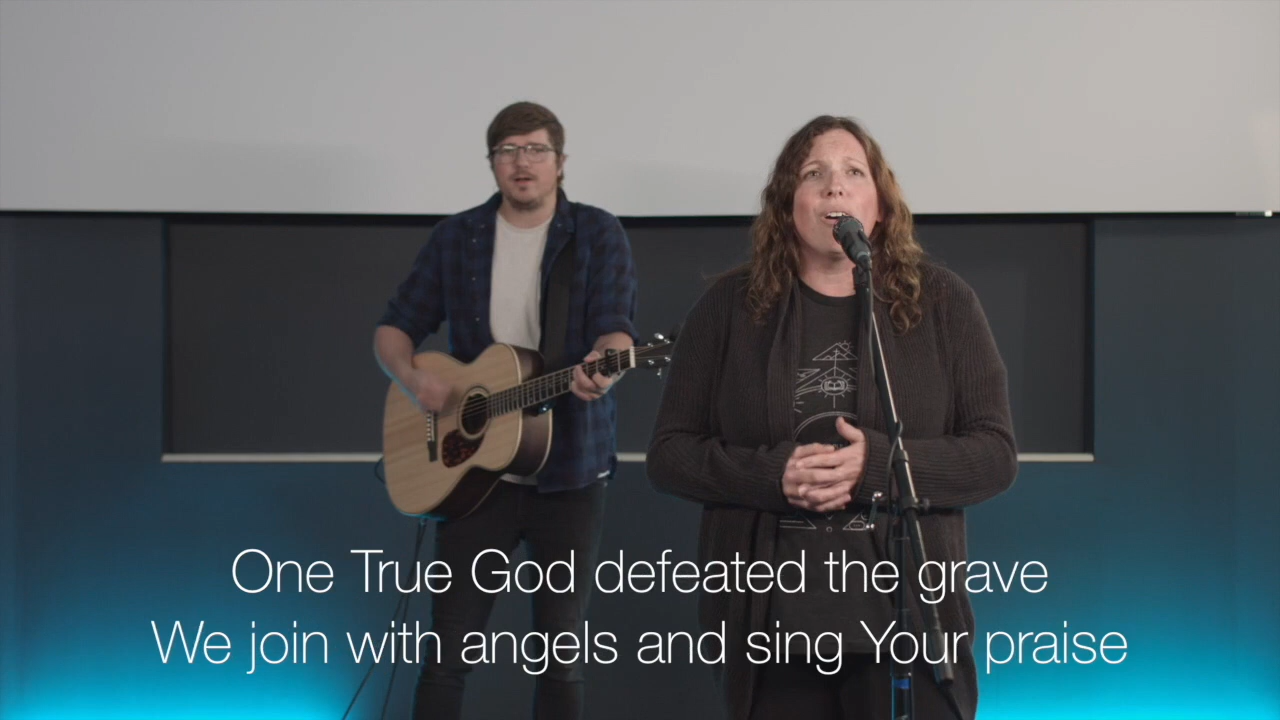 One True God defeated the grave
We join with angels and sing Your praise